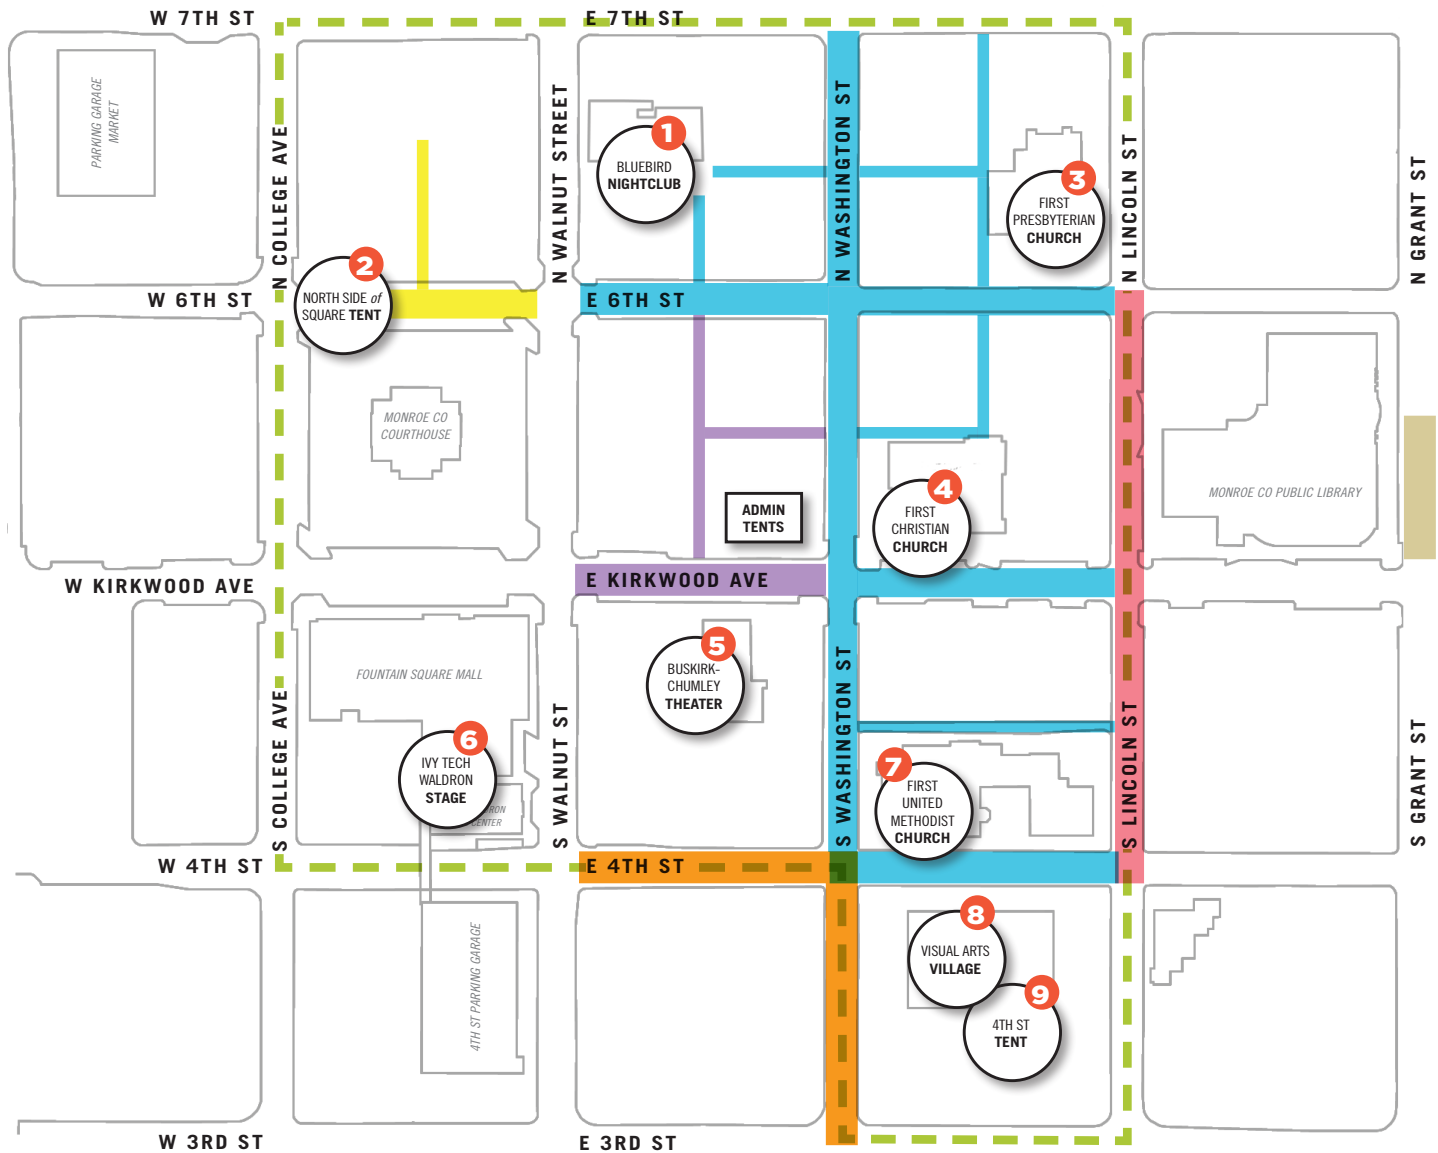 W 7TH ST
E 7TH ST
PARKING GARAGE
MARKET
N COLLEGE AVE
N WALNUT STREET
1
BLUEBIRD
NIGHTCLUB
N WASHINGTON ST
3
FIRST
PRESBYTERIAN
CHURCH
N LINCOLN ST
N GRANT ST
2
NORTH SIDE of
SQUARE TENT
W 6TH ST
E 6TH ST
MONROE CO
COURTHOUSE
ADMIN
TENTS
4
FIRST
CHRISTIAN
CHURCH
MONROE CO PUBLIC LIBRARY
W KIRKWOOD AVE
E KIRKWOOD AVE
FOUNTAIN SQUARE MALL
5
BUSKIRK-
CHUMLEY
THEATER
S COLLEGE AVE
S WALNUT ST
S WASHINGTON ST
S LINCOLN ST
S GRANT ST
6
IVY TECH
WALDRON
STAGE
CENTER
7
FIRST
UNITED
METHODIST
CHURCH
W 4TH ST
E 4TH ST
4TH ST PARKING GARAGE
8
VISUAL ARTS
VILLAGE
9
4TH ST
TENT
W 3RD ST
E 3RD ST